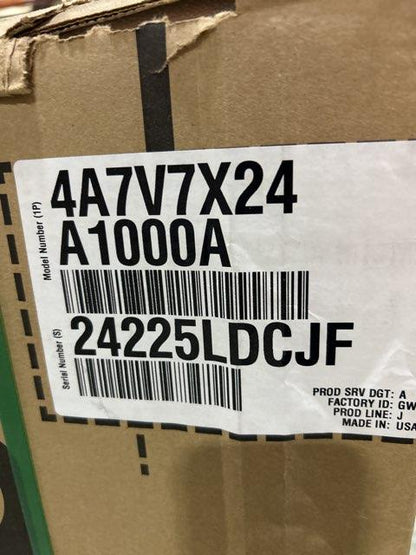 Model Number (1P)
4A7V7X24
A1000A
Serial Number (S)
24225LDCJF
PROD SRV DGT: A
FACTORY ID: GW
PROD LINE: J
MADE IN: USA